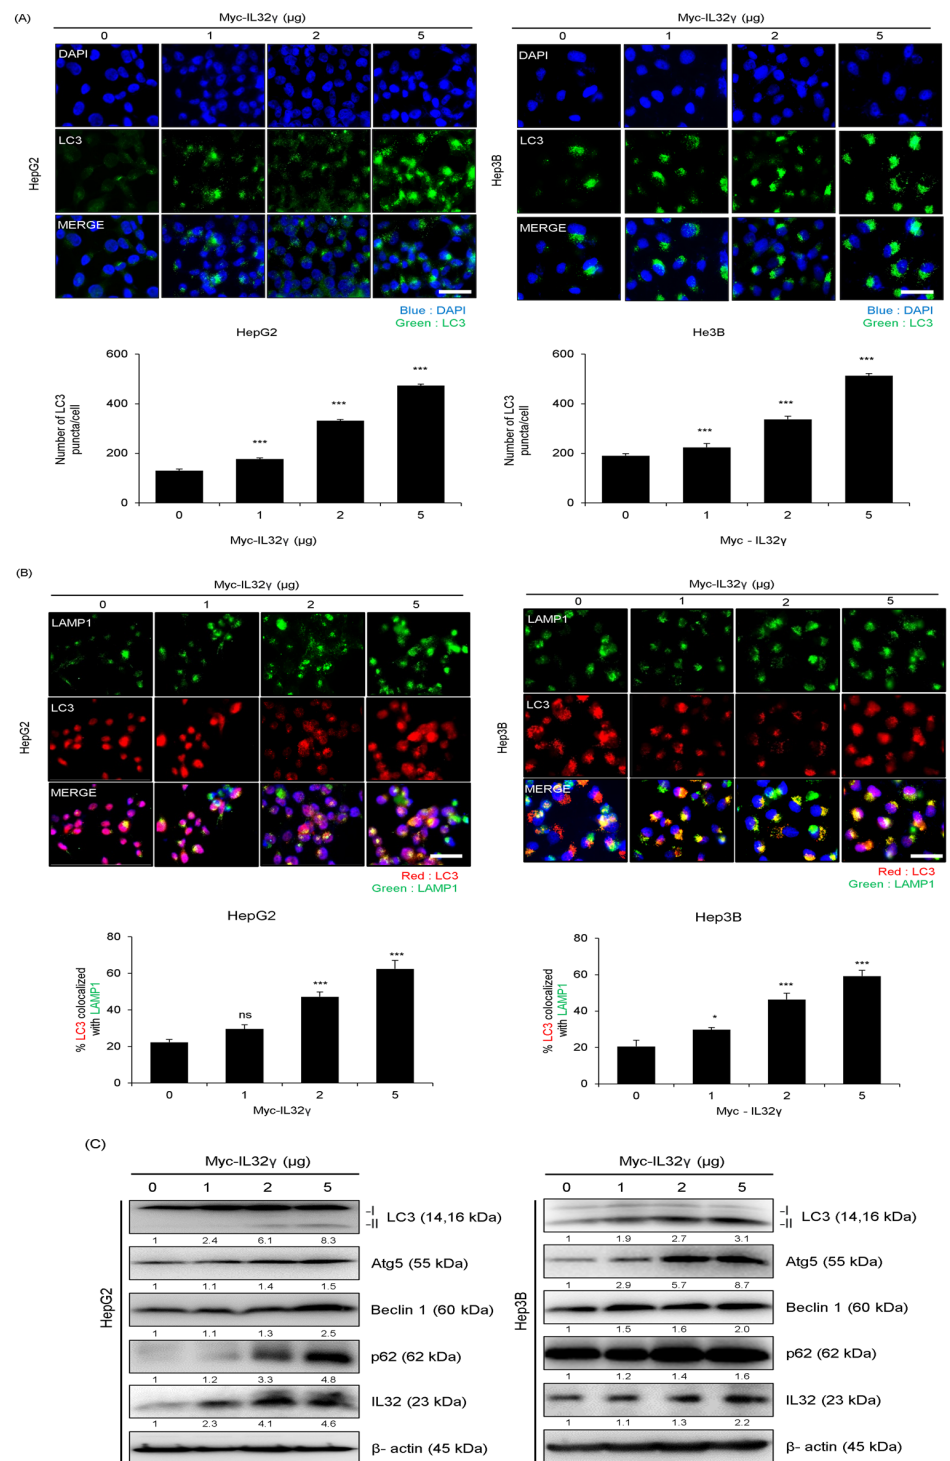 (A)
Myc-IL32γ (µg)
0 1 2 5
DAPI
LC3
MERGE
HepG2
Blue : DAPI
Green : LC3
Myc-IL32γ (µg)
0 1 2 5
DAPI
LC3
MERGE
Hep3B
Blue : DAPI
Green : LC3
HepG2
Number of LC3
puncta/cell
600
400
200
0
*** *** ***
0 1 2 5
Myc-IL32γ (µg)
He3B
Number of LC3
puncta/cell
600
400
200
0
*** *** ***
0 1 2 5
Myc - IL32γ
(B)
Myc-IL32γ (µg)
0 1 2 5
LAMP1
LC3
MERGE
HepG2
Red : LC3
Green : LAMP1
Myc-IL32γ (µg)
0 1 2 5
LAMP1
LC3
MERGE
Hep3B
Red : LC3
Green : LAMP1
HepG2
% LC3 colocalized
with LAMP1
80
60
40
20
0
ns *** ***
0 1 2 5
Myc-IL32γ
Hep3B
% LC3 colocalized
with LAMP1
80
60
40
20
0
* *** ***
0 1 2 5
Myc - IL32γ
(C)
Myc-IL32γ (µg)
0 1 2 5
HepG2
-I
-II
LC3 (14,16 kDa)
1 2.4 6.1 8.3
Atg5 (55 kDa)
1 1.1 1.4 1.5
Beclin 1 (60 kDa)
1 1.1 1.3 2.5
p62 (62 kDa)
1 1.2 3.3 4.8
IL32 (23 kDa)
1 2.3 4.1 4.6
β- actin (45 kDa)
Myc-IL32γ (µg)
0 1 2 5
Hep3B
-I
-II
LC3 (14,16 kDa)
1 1.9 2.7 3.1
Atg5 (55 kDa)
1 2.9 5.7 8.7
Beclin 1 (60 kDa)
1 1.5 1.6 2.0
p62 (62 kDa)
1 1.2 1.4 1.6
IL32 (23 kDa)
1 1.1 1.3 2.2
β- actin (45 kDa)